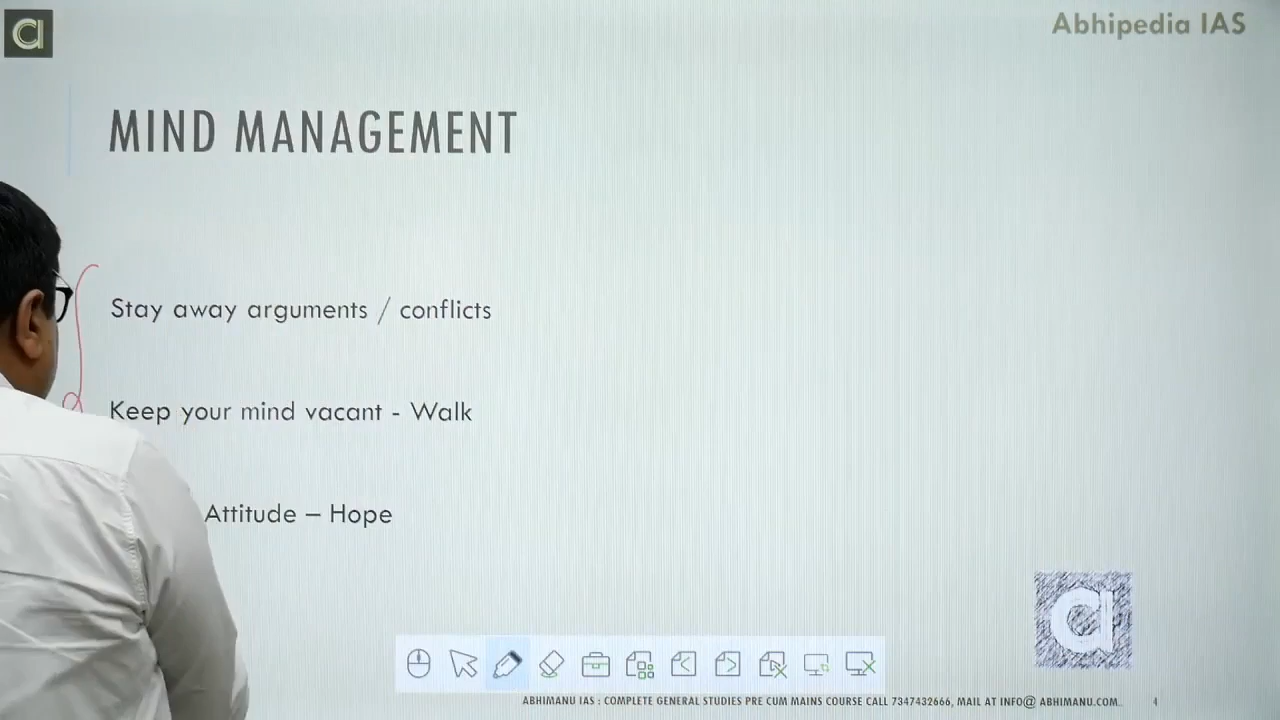 Abhipedia IAS
MIND MANAGEMENT
Stay away arguments / conflicts
Keep your mind vacant - Walk
Attitude – Hope
ABHIMANU IAS : COMPLETE GENERAL STUDIES PRE CUM MAINS COURSE CALL 7347432666, MAIL AT INFO@ ABHIMANU.COM..
4